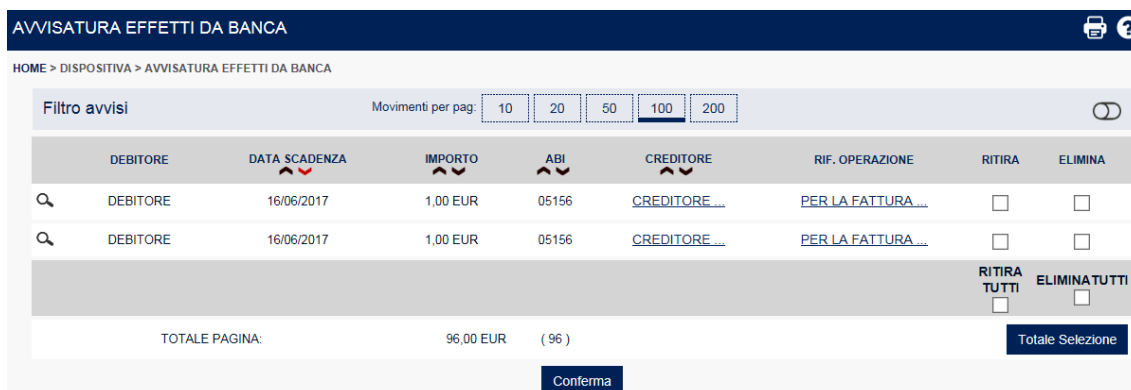 AVVISATURA EFFETTI DA BANCA
HOME > DISPOSITIVA > AVVISATURA EFFETTI DA BANCA
Filtro avvisi Movimenti per pag: 10 20 50 100 200
DEBITORE DATA SCADENZA IMPORTO ABI CREDITORE RIF. OPERAZIONE RITIRA ELIMINA
DEBITORE 16/06/2017 1,00 EUR 05156 CREDITORE ... PER LA FATTURA ...
DEBITORE 16/06/2017 1,00 EUR 05156 CREDITORE ... PER LA FATTURA ...
RITIRA TUTTI ELIMINATUTTI
TOTALE PAGINA: 96,00 EUR ( 96 ) Totale Selezione
Conferma